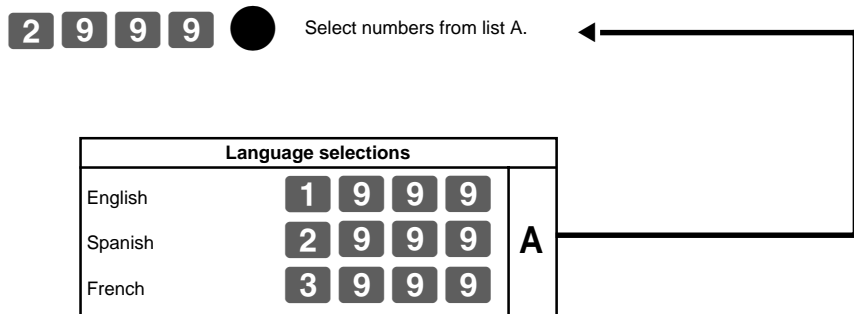 2 9 9 9 Select numbers from list A.
Language selections
English 1 9 9 9
Spanish 2 9 9 9 A
French 3 9 9 9